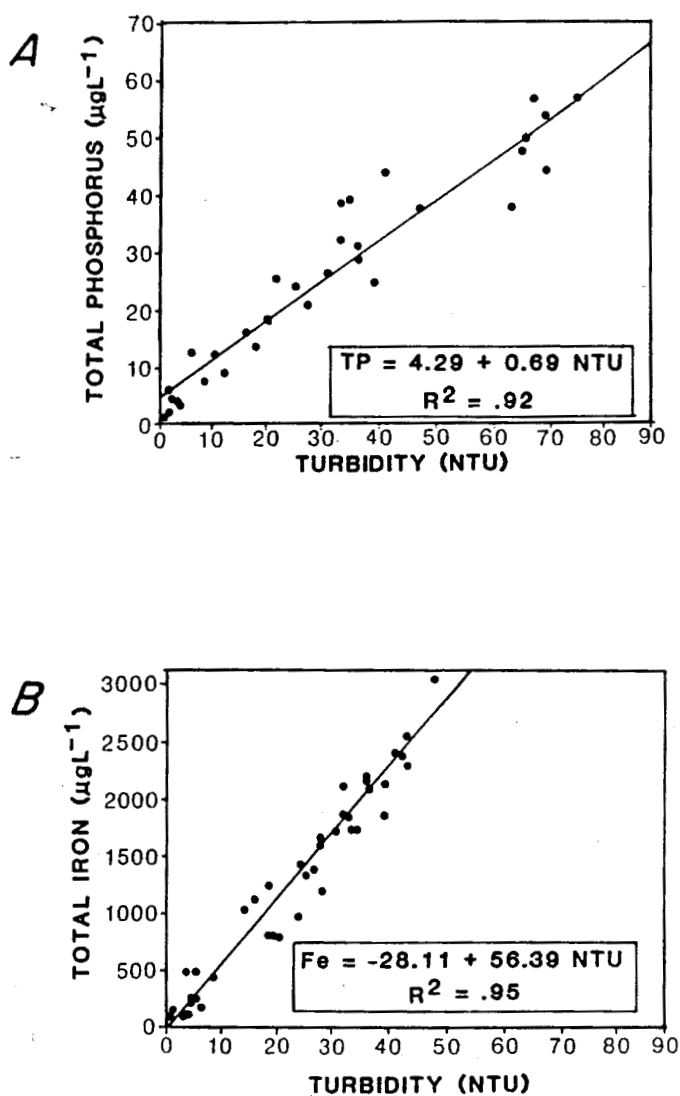 A
TOTAL PHOSPHORUS (µgL⁻¹)
70
60
50
40
30
20
10
0
0 10 20 30 40 50 60 70 80 90
TURBIDITY (NTU)
TP = 4.29 + 0.69 NTU
R² = .92
B
TOTAL IRON (µgL⁻¹)
3000
2500
2000
1500
1000
500
0
0 10 20 30 40 50 60 70 80 90
TURBIDITY (NTU)
Fe = -28.11 + 56.39 NTU
R² = .95